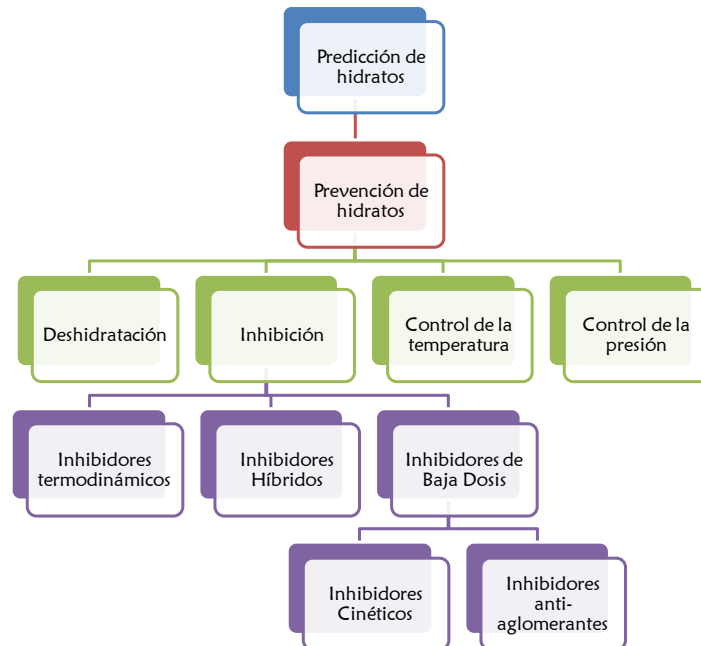 Predicción de
hidratos
Prevención de
hidratos
Deshidratación
Inhibición
Control de la
temperatura
Control de la
presión
Inhibidores
termodinámicos
Inhibidores
Híbridos
Inhibidores de
Baja Dosis
Inhibidores
Cinéticos
Inhibidores
anti-
aglomerantes